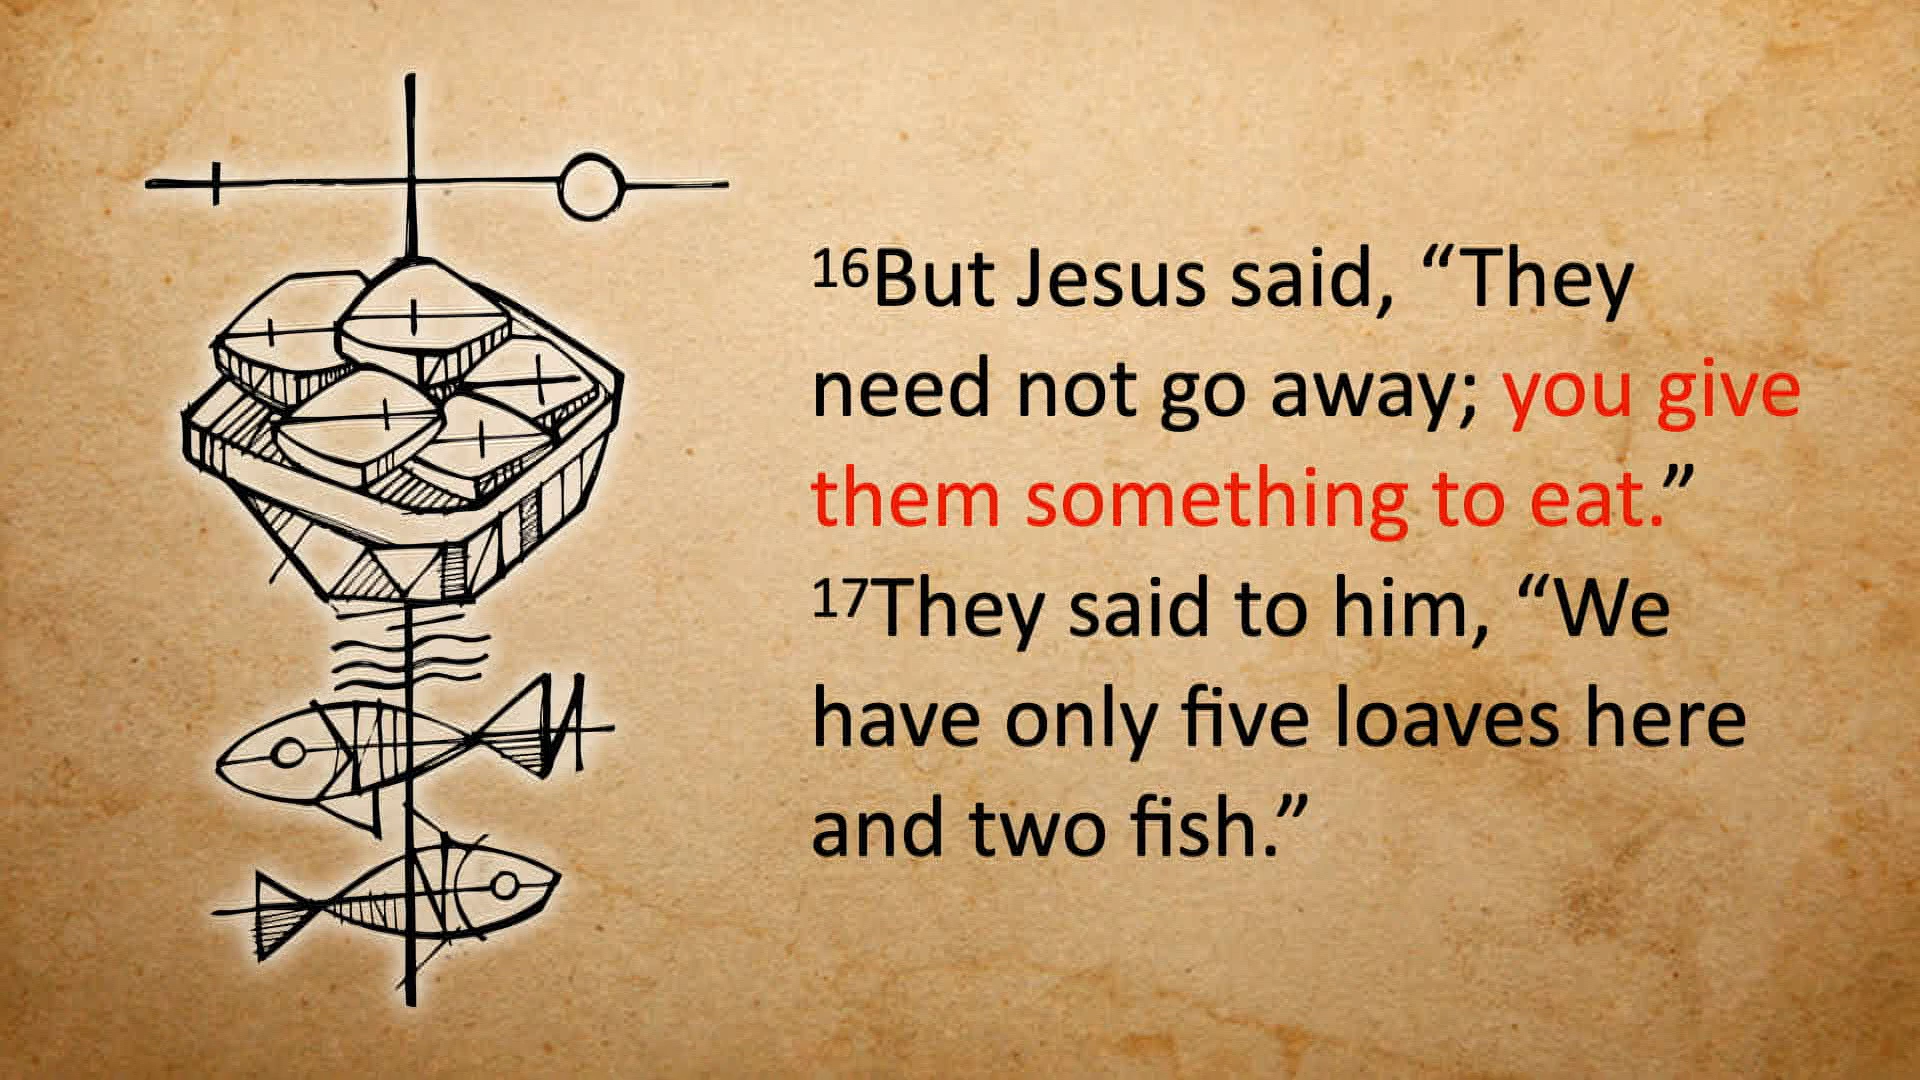 16But Jesus said, “They
need not go away; you give
them something to eat.”
17They said to him, “We
have only five loaves here
and two fish.”